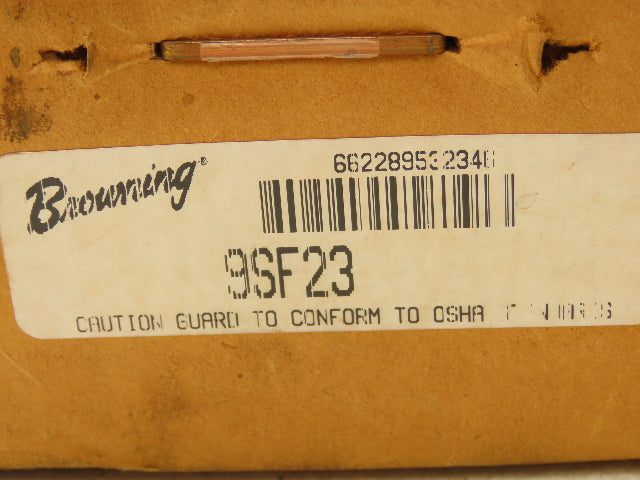 Browning®
662289532346
9SF23
CAUTION GUARD TO CONFORM TO OSHA